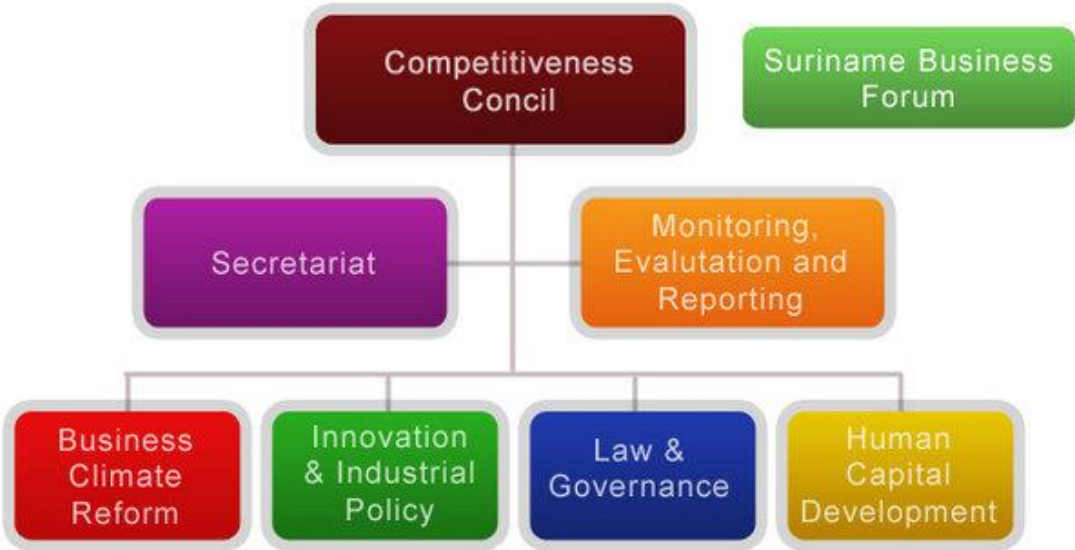 Competitiveness
Concil
Suriname Business
Forum
Secretariat
Monitoring,
Evalutation and
Reporting
Business
Climate
Reform
Innovation
& Industrial
Policy
Law &
Governance
Human
Capital
Development